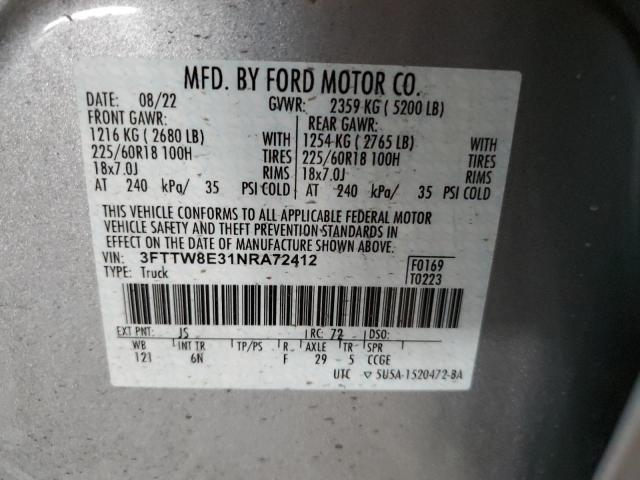 MFD. BY FORD MOTOR CO.
DATE: 08/22 GVWR: 2359 KG ( 5200 LB)
FRONT GAWR: REAR GAWR:
1216 KG ( 2680 LB) WITH 1254 KG ( 2765 LB) WITH
225/60R18 100H TIRES 225/60R18 100H TIRES
18x7.0J RIMS 18x7.0J RIMS
AT 240 kPa/ 35 PSI COLD AT 240 kPa/ 35 PSI COLD
THIS VEHICLE CONFORMS TO ALL APPLICABLE FEDERAL MOTOR
VEHICLE SAFETY AND THEFT PREVENTION STANDARDS IN
EFFECT ON THE DATE OF MANUFACTURE SHOWN ABOVE.
VIN: 3FTTW8E31NRA72412 F0169
TYPE: Truck T0223
EXT PNT: JS RC: 72 DSO:
WB INT TR TP/PS R AXLE TR SPR
121 6N F 29 5 CCGE
UTC ▽ 5U5A-1520472-BA